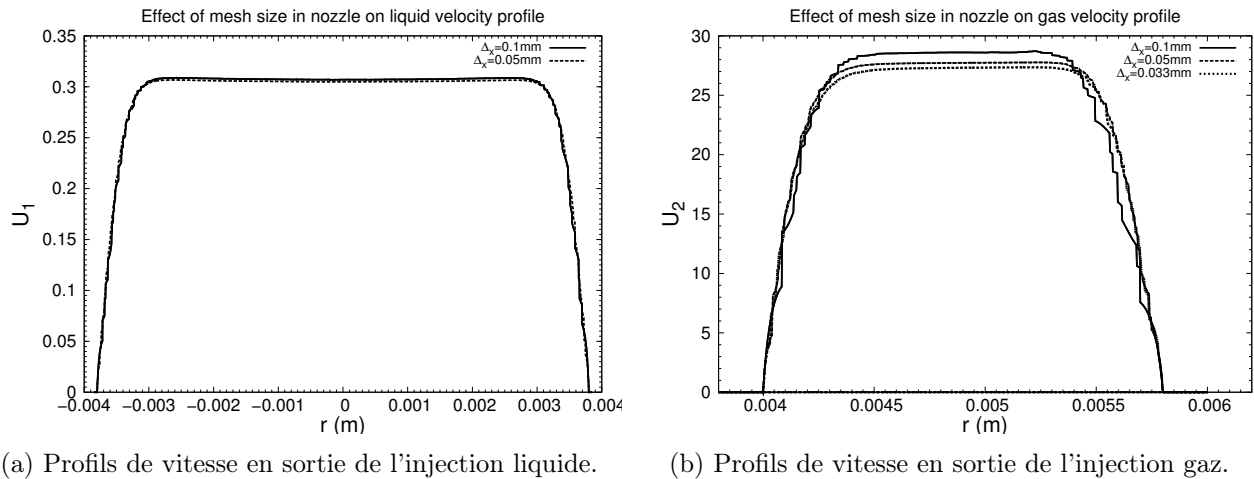 Effect of mesh size in nozzle on liquid velocity profile
0.35
0.3
0.25
0.2
0.15
0.1
0.05
0
U1
Δx=0.1mm
Δx=0.05mm
−0.004 −0.003 −0.002 −0.001 0 0.001 0.002 0.003 0.004
r (m)
(a) Profils de vitesse en sortie de l'injection liquide.
Effect of mesh size in nozzle on gas velocity profile
30
25
20
15
10
5
0
U2
Δx=0.1mm
Δx=0.05mm
Δx=0.033mm
0.004 0.0045 0.005 0.0055 0.006
r (m)
(b) Profils de vitesse en sortie de l'injection gaz.